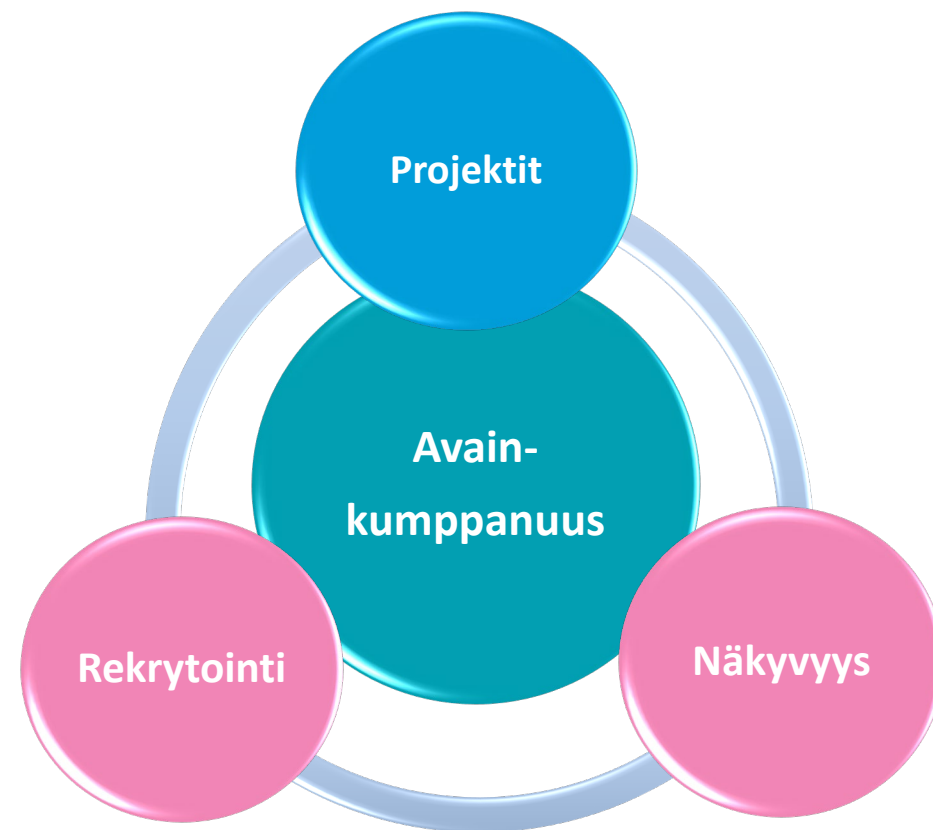 Projektit
Avain-
kumppanuus
Rekrytointi
Näkyvyys